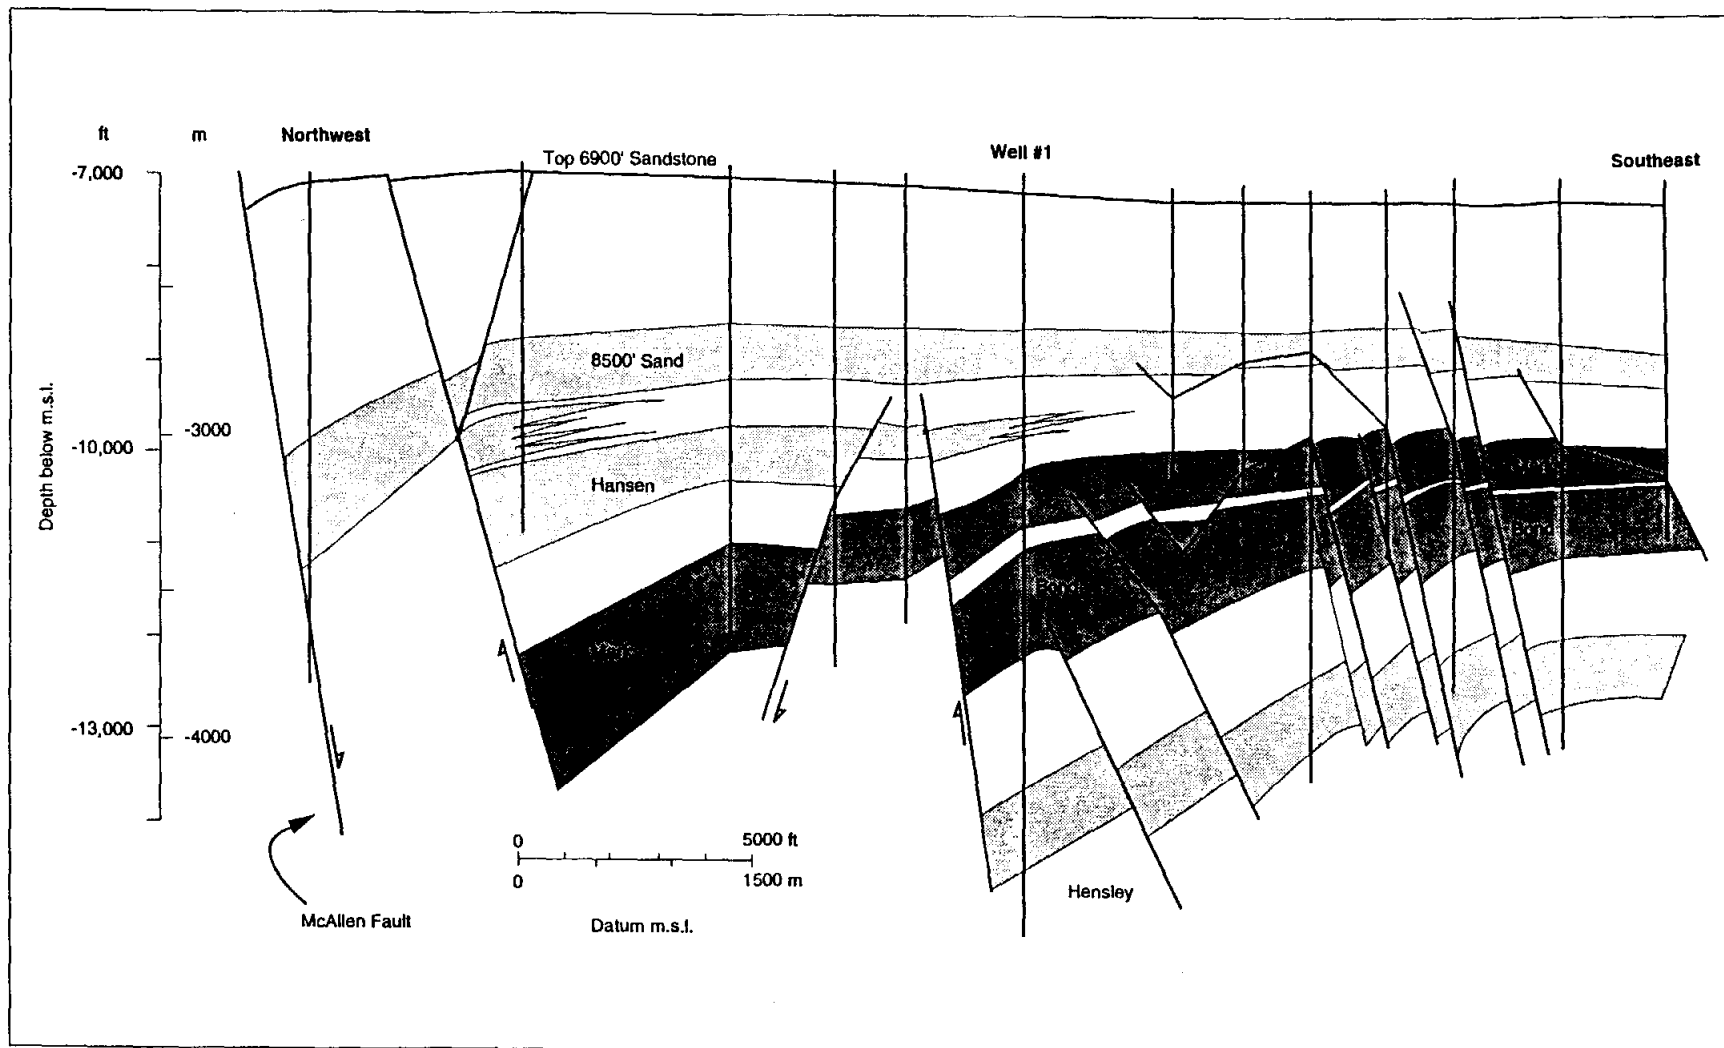 ft
m
Northwest
Top 6900' Sandstone
Well #1
Southeast
-7,000
8500' Sand
-3000
-10,000
Hansen
Depth below m.s.l.
-13,000
-4000
0
5000 ft
0
1500 m
Hensley
McAllen Fault
Datum m.s.l.